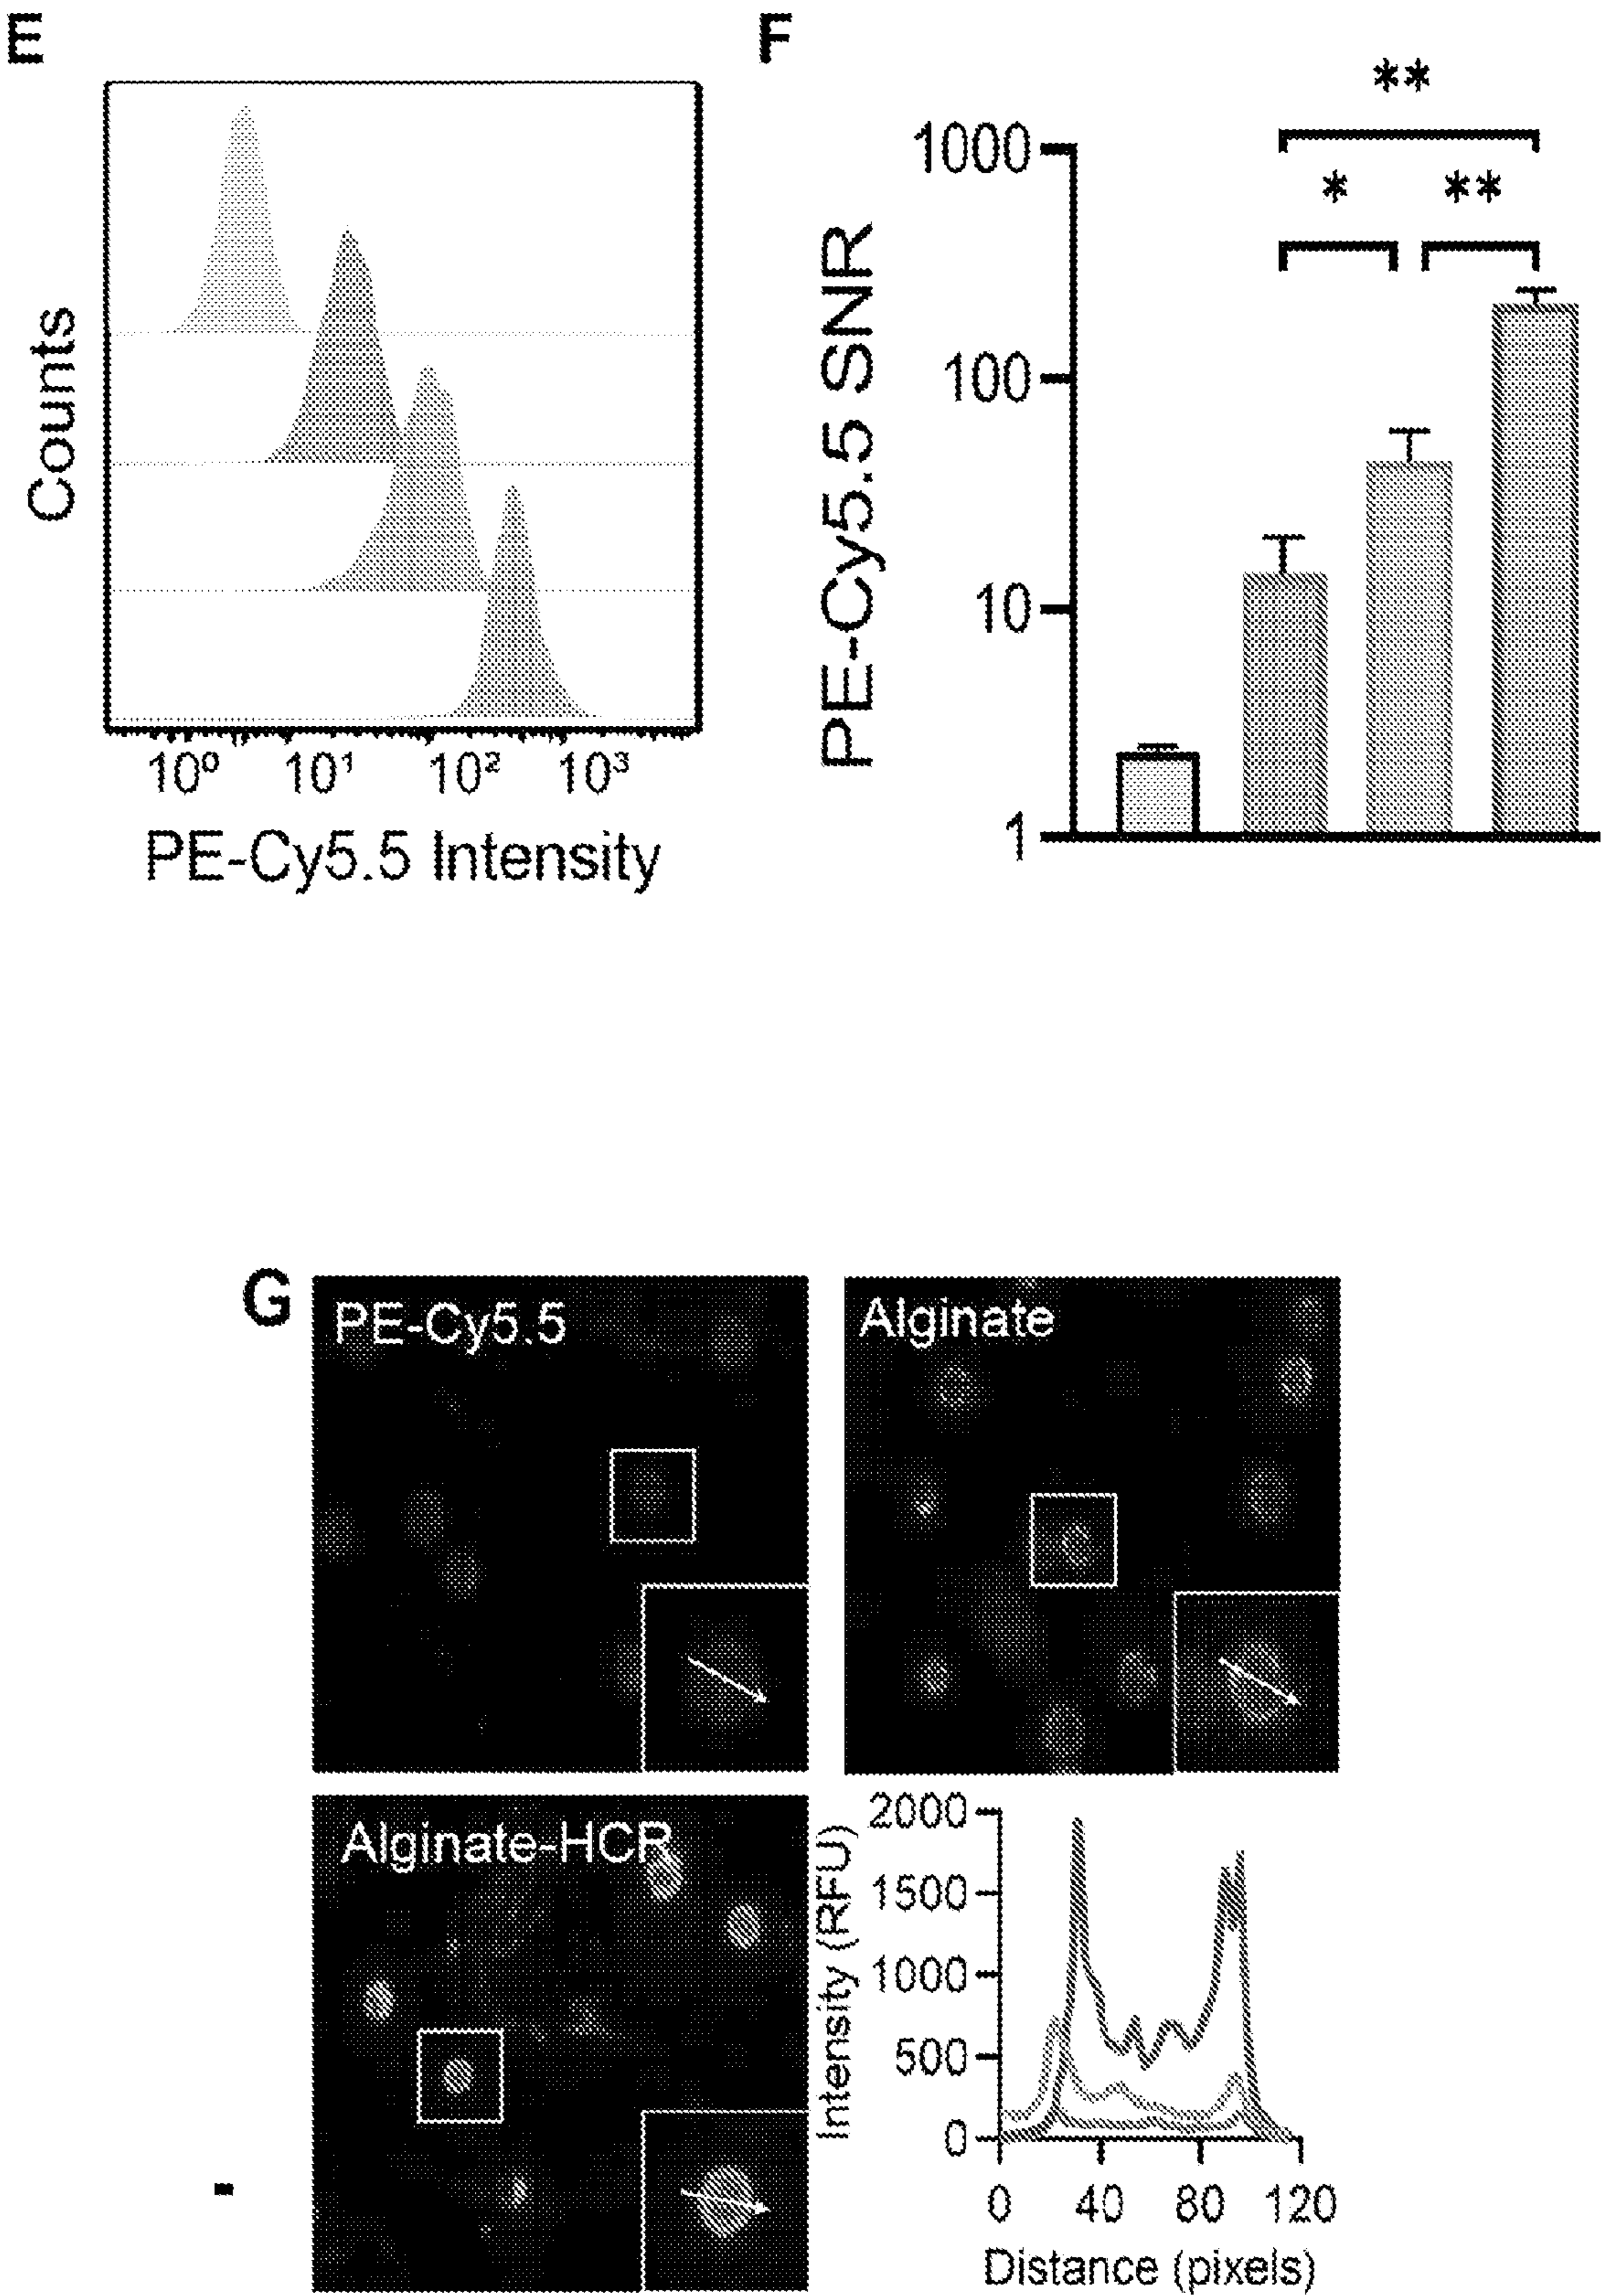 E
Counts
10⁰ 10¹ 10² 10³
PE-Cy5.5 Intensity
F
**
* **
PE-Cy5.5 SNR
1000
100
10
1
G
PE-Cy5.5
Alginate
Alginate-HCR
Intensity (RFU)
2000
1500
1000
500
0
0 40 80 120
Distance (pixels)
-